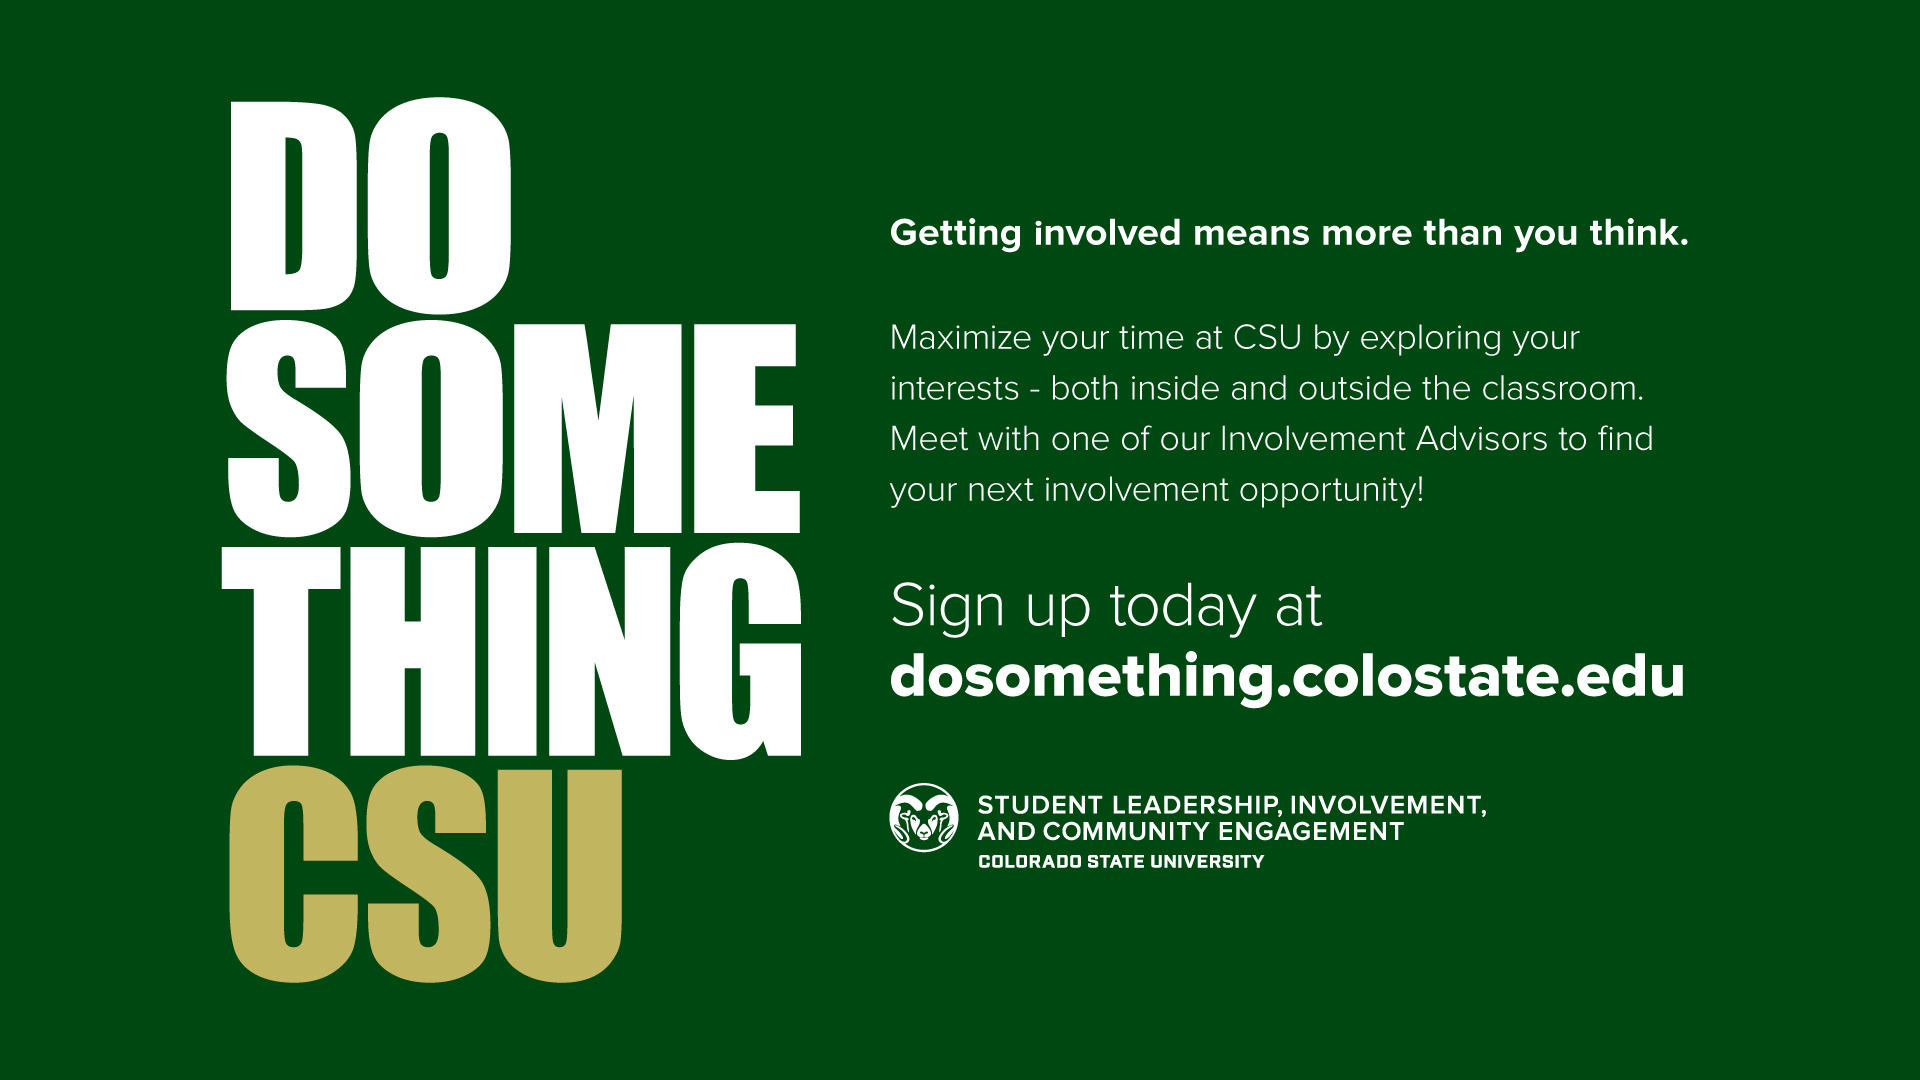 DO
SOME
THING
CSU
Getting involved means more than you think.
Maximize your time at CSU by exploring your
interests - both inside and outside the classroom.
Meet with one of our Involvement Advisors to find
your next involvement opportunity!
Sign up today at
dosomething.colostate.edu
STUDENT LEADERSHIP, INVOLVEMENT,
AND COMMUNITY ENGAGEMENT
COLORADO STATE UNIVERSITY